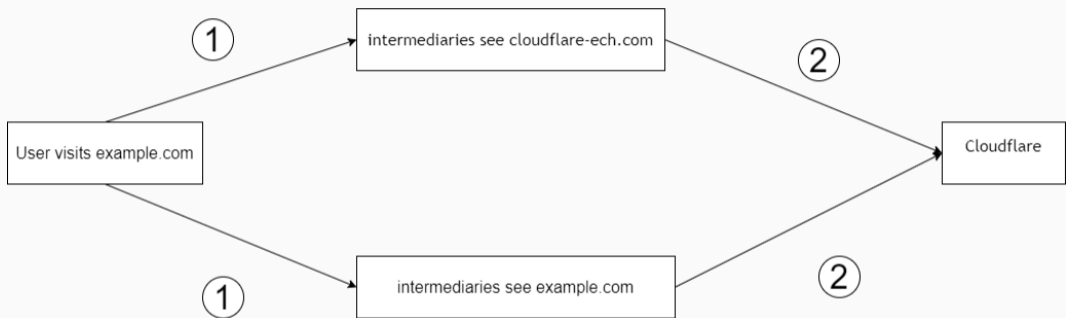 1
intermediaries see cloudflare-ech.com
2
User visits example.com
Cloudflare
1
intermediaries see example.com
2